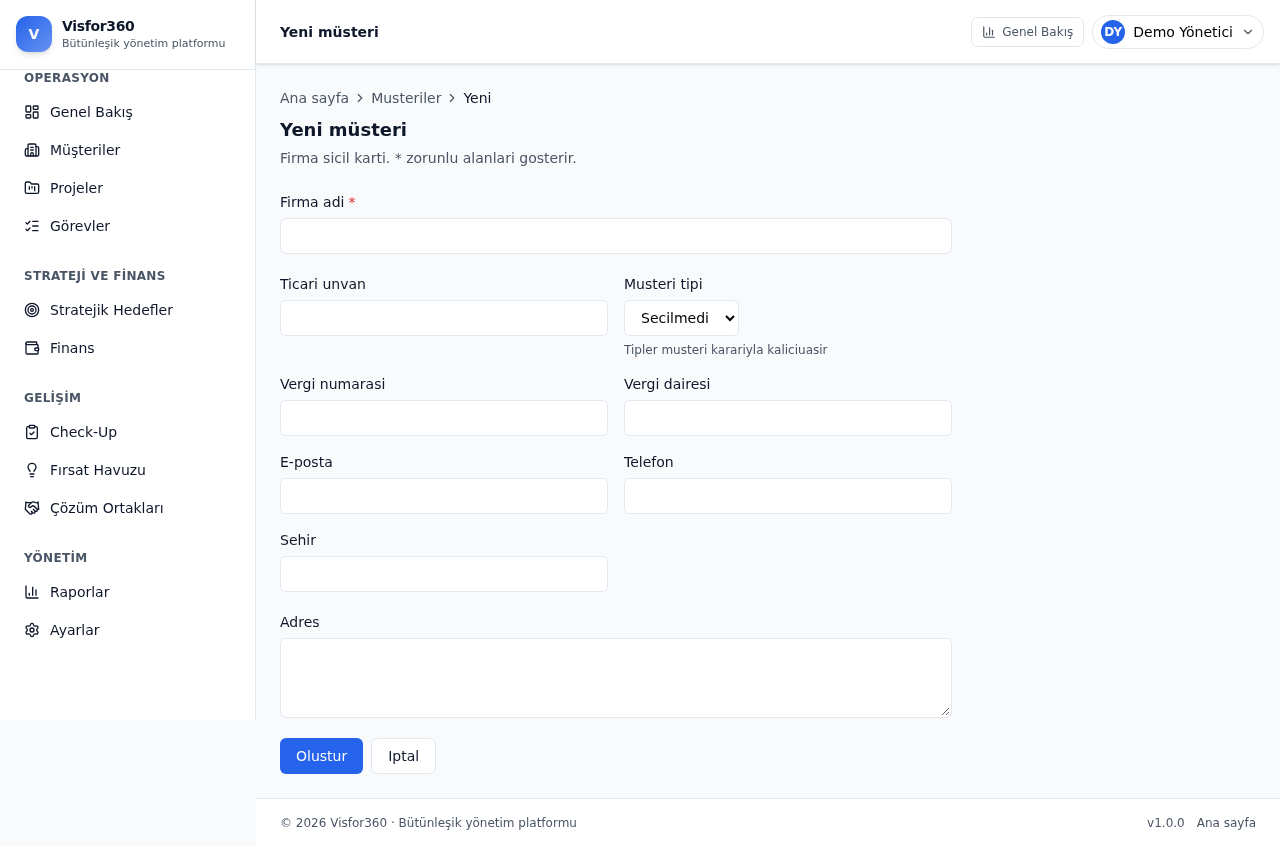 V
Visfor360
Bütünleşik yönetim platformu
Yeni müsteri
Genel Bakış
DY
Demo Yönetici
OPERASYON
Genel Bakış
Müşteriler
Projeler
Görevler
STRATEJİ VE FİNANS
Stratejik Hedefler
Finans
GELİŞİM
Check-Up
Fırsat Havuzu
Çözüm Ortakları
YÖNETİM
Raporlar
Ayarlar
Ana sayfa
Musteriler
Yeni
Yeni müsteri
Firma sicil karti. * zorunlu alanlari gosterir.
Firma adi *
Ticari unvan
Musteri tipi
Secilmedi
Tipler musteri karariyla kaliciuasir
Vergi numarasi
Vergi dairesi
E-posta
Telefon
Sehir
Adres
Olustur
Iptal
© 2026 Visfor360 · Bütünleşik yönetim platformu
v1.0.0
Ana sayfa